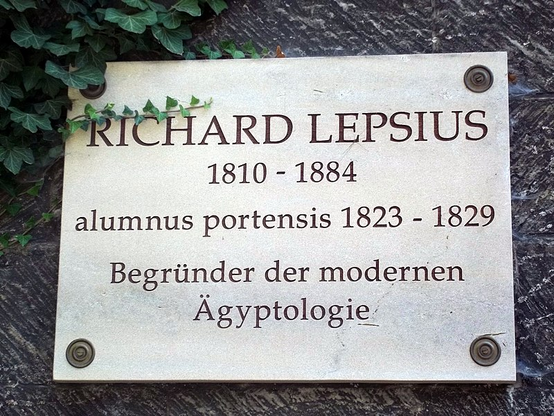 RICHARD LEPSIUS
1810 - 1884
alumnus portensis 1823 - 1829
Begründer der modernen
Ägyptologie